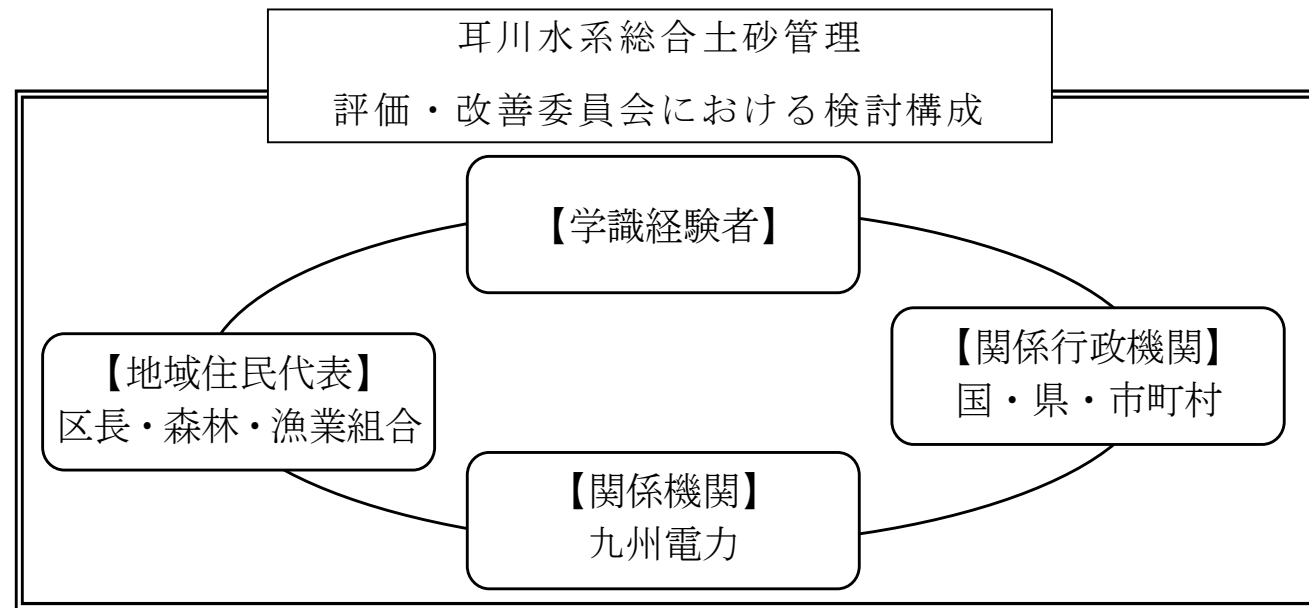 耳川水系総合土砂管理
評価・改善委員会における検討構成
【学識経験者】
【地域住民代表】
区長・森林・漁業組合
【関係行政機関】
国・県・市町村
【関係機関】
九州電力